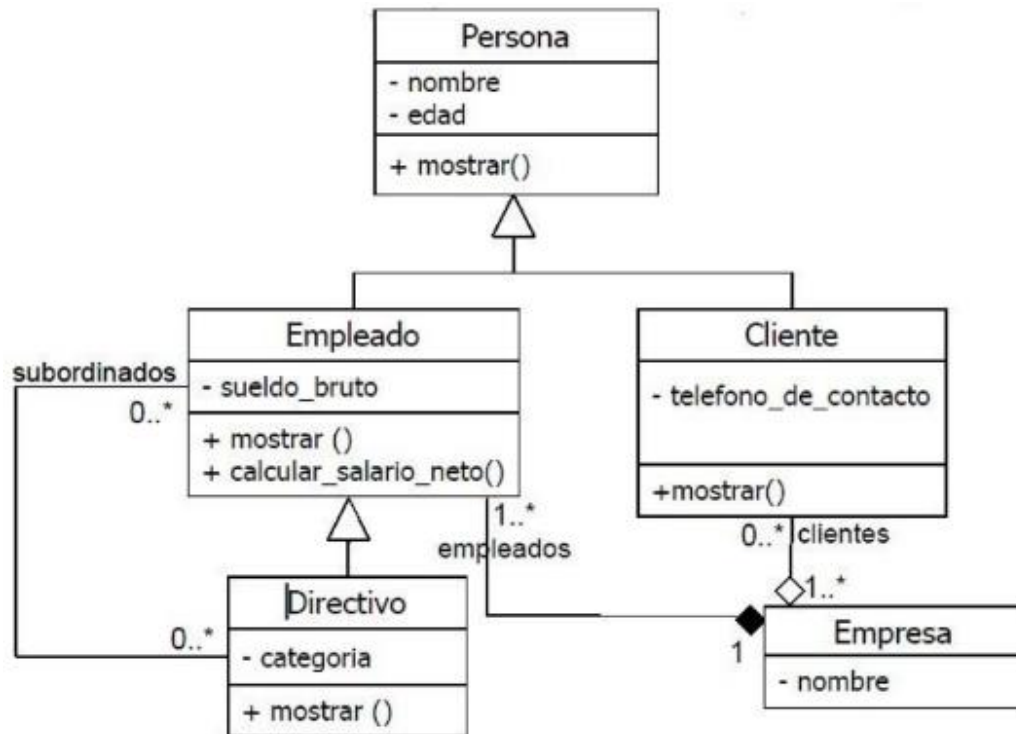 Persona
- nombre
- edad
+ mostrar()
Empleado
- sueldo_bruto
+ mostrar ()
+ calcular_salario_neto()
Cliente
- telefono_de_contacto
+mostrar()
subordinados
0..*
1..*
empleados
0..* clientes
1..*
Directivo
- categoria
+ mostrar ()
0..*
1
Empresa
- nombre